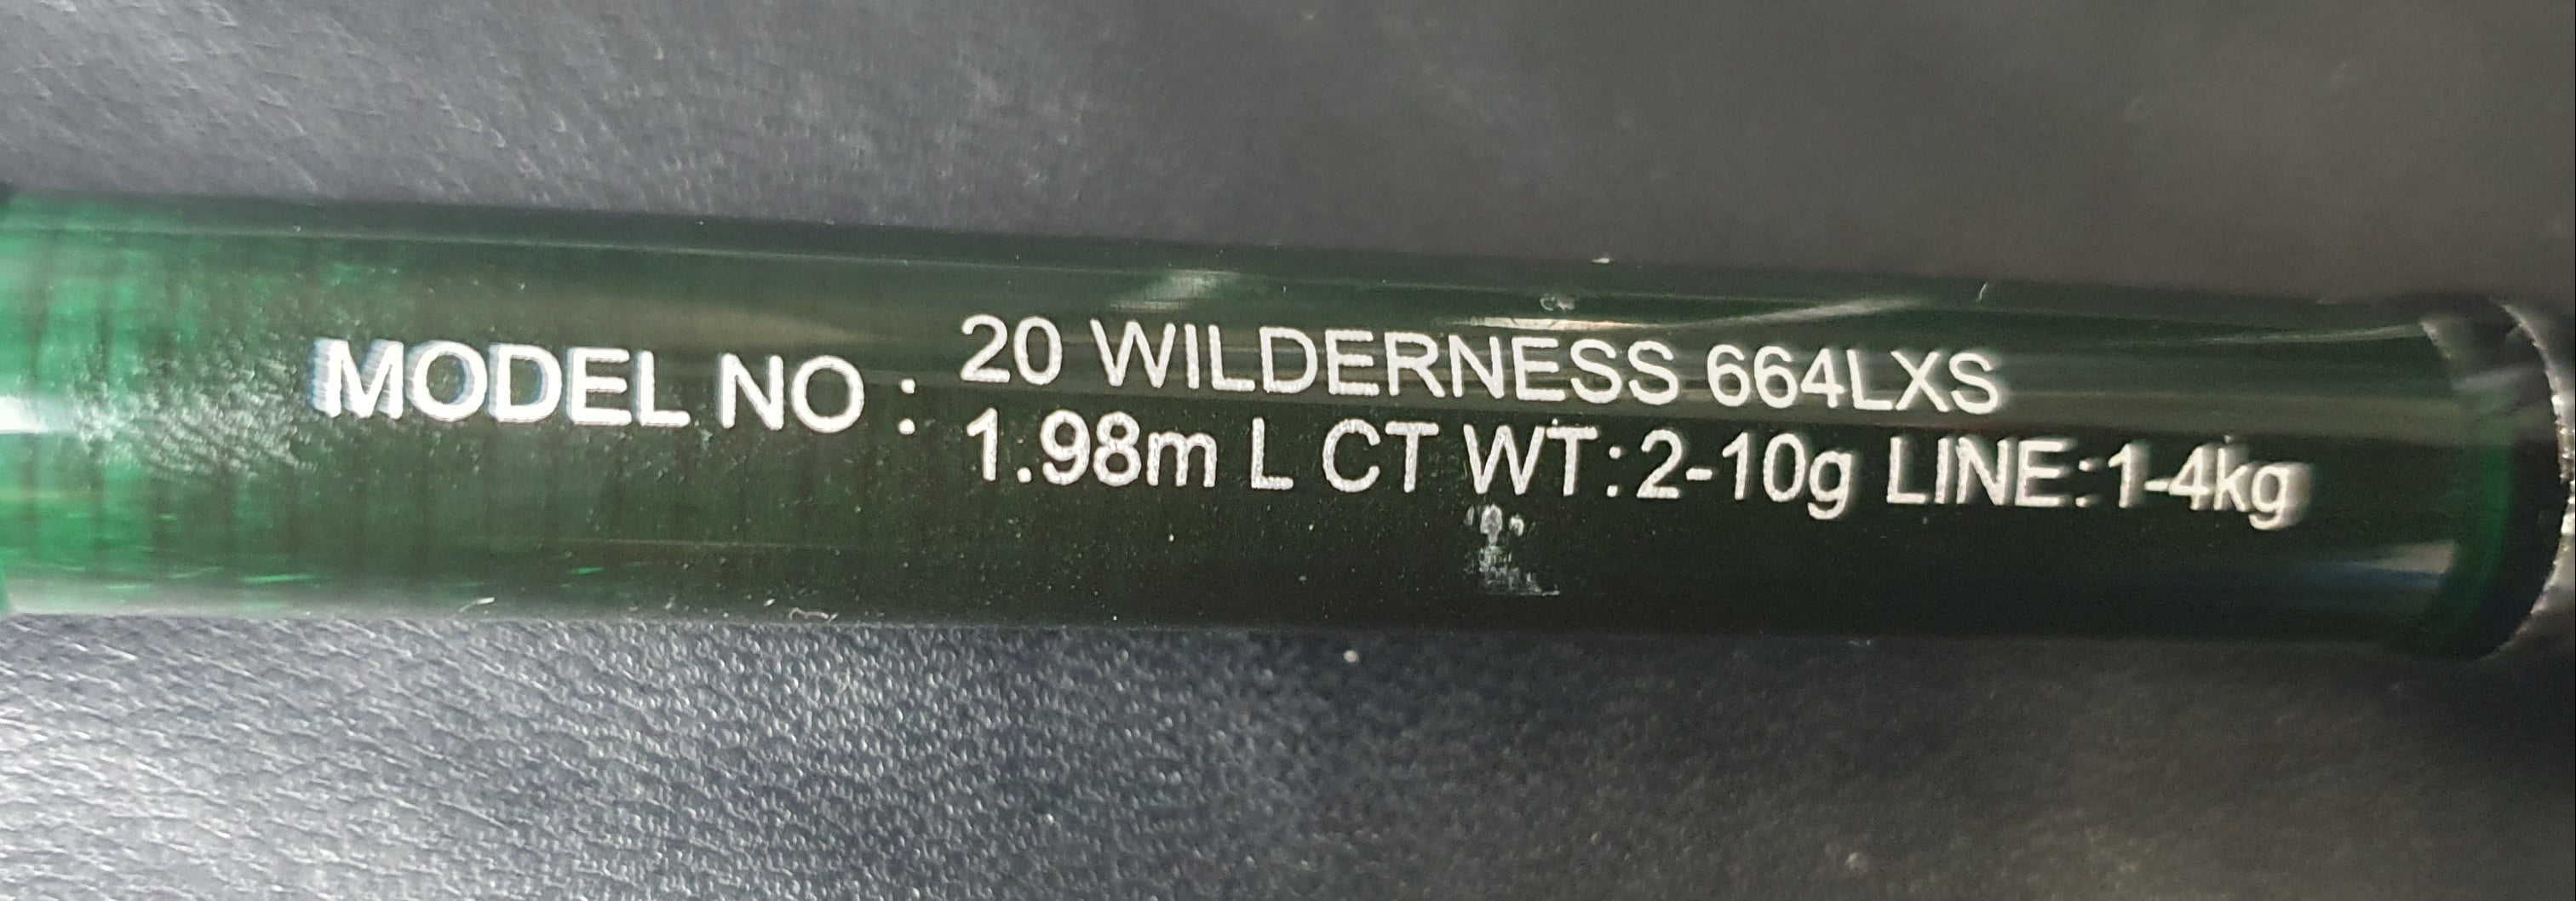 MODEL NO : 20 WILDERNESS 664LXS
1.98m L CT WT:2-10g LINE:1-4kg